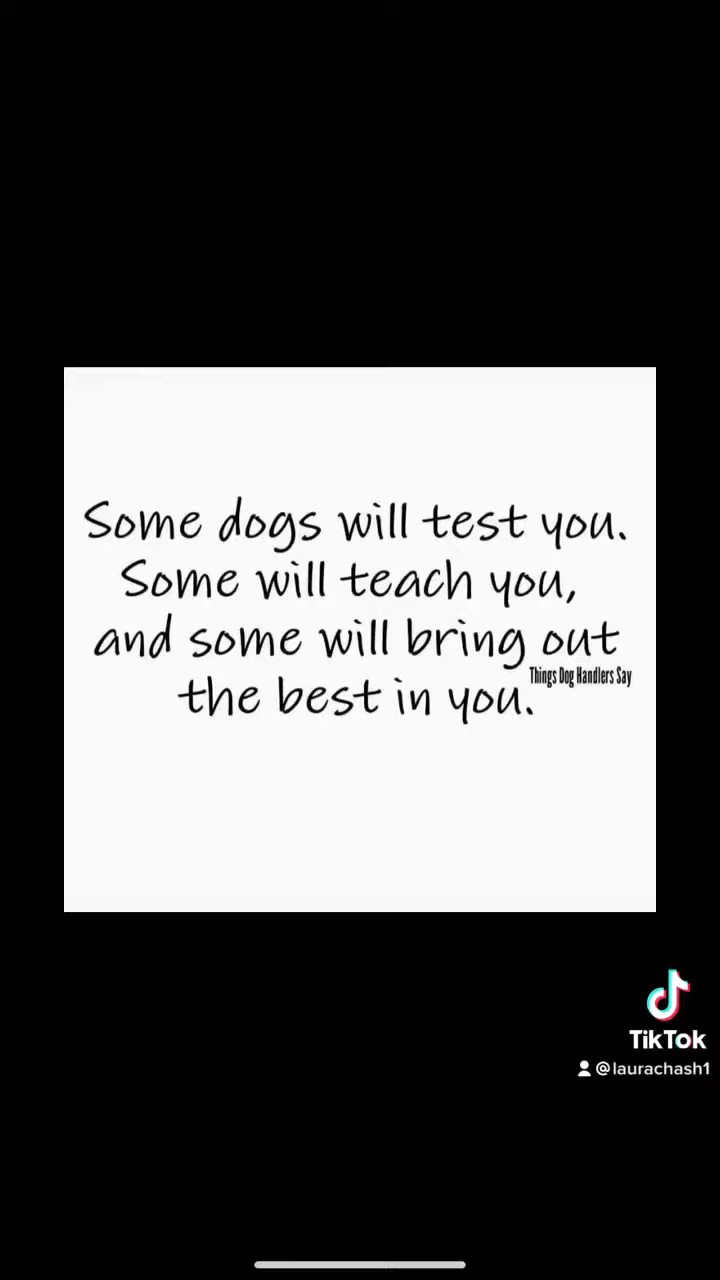 Some dogs will test you.
Some will teach you,
and some will bring out
Things Dog Handlers Say
the best in you.
TikTok
@laurachash1